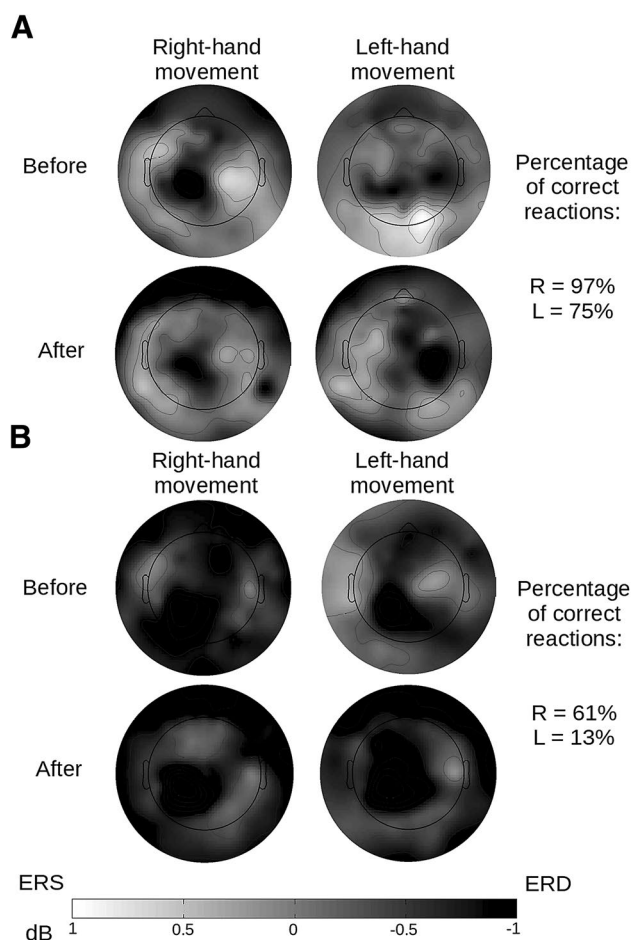 A
Right-hand
movement
Left-hand
movement
Before
Percentage
of correct
reactions:
R = 97%
L = 75%
After
B
Right-hand
movement
Left-hand
movement
Before
Percentage
of correct
reactions:
R = 61%
L = 13%
After
ERS
ERD
dB
1
0.5
0
-0.5
-1